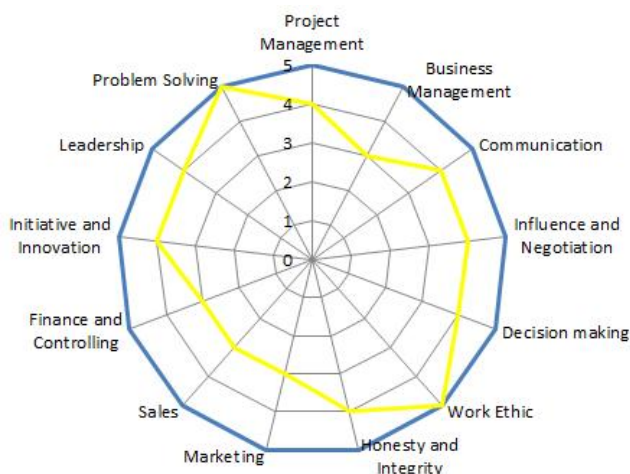 Project
Management
Business
Management
Communication
Influence and
Negotiation
Decision making
Work Ethic
Honesty and
Integrity
Marketing
Sales
Finance and
Controlling
Initiative and
Innovation
Leadership
Problem Solving
5
4
3
2
1
0